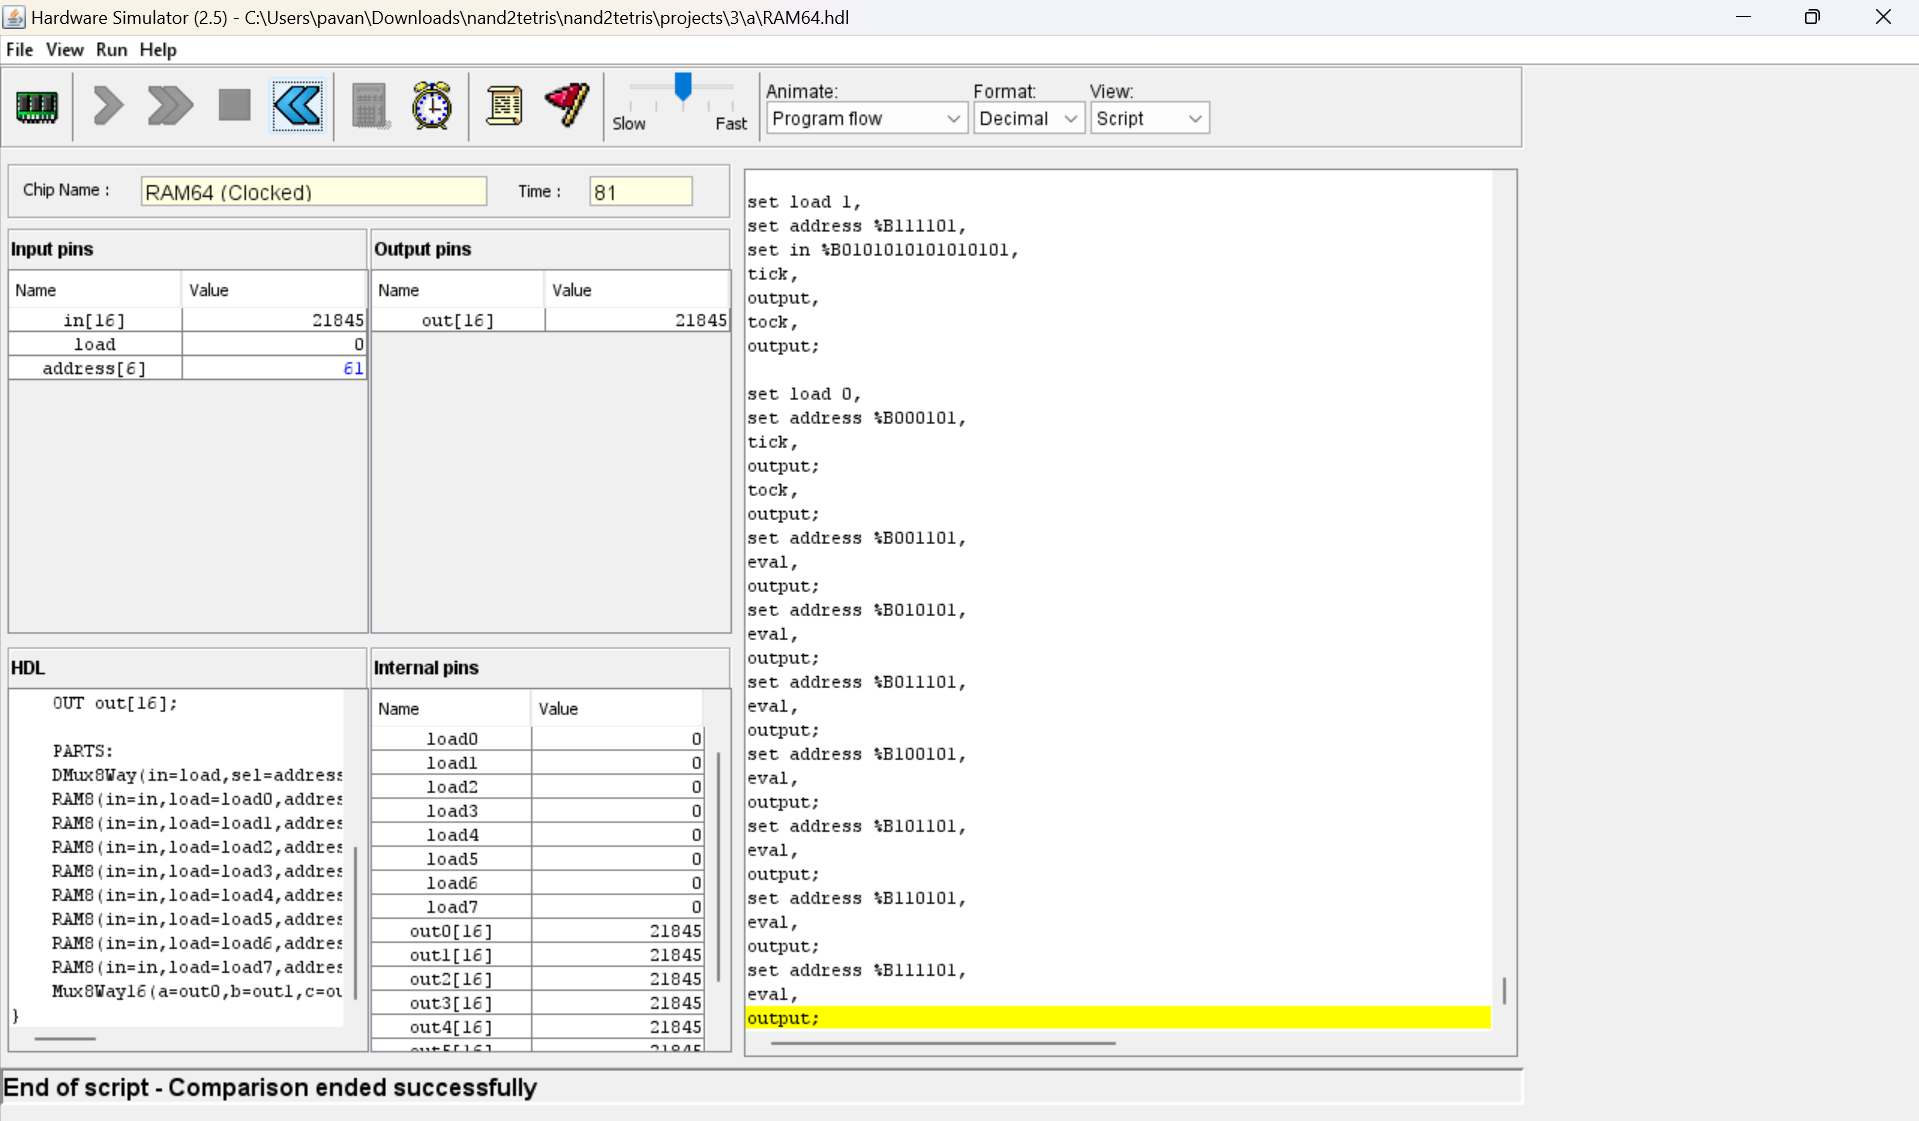 Hardware Simulator (2.5) - C:\Users\pavan\Downloads\nand2tetris\nand2tetris\projects\3\a\RAM64.hdl
File View Run Help
Slow Fast
Animate:
Program flow
Format:
Decimal
View:
Script
Chip Name :
RAM64 (Clocked)
Time :
81
Input pins
Name Value
in[16] 21845
load 0
address[6] 61
Output pins
Name Value
out[16] 21845
HDL
OUT out[16];
PARTS:
DMux8Way(in=load,sel=address
RAM8(in=in,load=load0,addres
RAM8(in=in,load=load1,addres
RAM8(in=in,load=load2,addres
RAM8(in=in,load=load3,addres
RAM8(in=in,load=load4,addres
RAM8(in=in,load=load5,addres
RAM8(in=in,load=load6,addres
RAM8(in=in,load=load7,addres
Mux8Way16(a=out0,b=out1,c=ou
}
Internal pins
Name Value
load0 0
load1 0
load2 0
load3 0
load4 0
load5 0
load6 0
load7 0
out0[16] 21845
out1[16] 21845
out2[16] 21845
out3[16] 21845
out4[16] 21845
set load 1,
set address %B111101,
set in %B0101010101010101,
tick,
output,
tock,
output;
set load 0,
set address %B000101,
tick,
output;
tock,
output;
set address %B001101,
eval,
output;
set address %B010101,
eval,
output;
set address %B011101,
eval,
output;
set address %B100101,
eval,
output;
set address %B101101,
eval,
output;
set address %B110101,
eval,
output;
set address %B111101,
eval,
output;
End of script - Comparison ended successfully